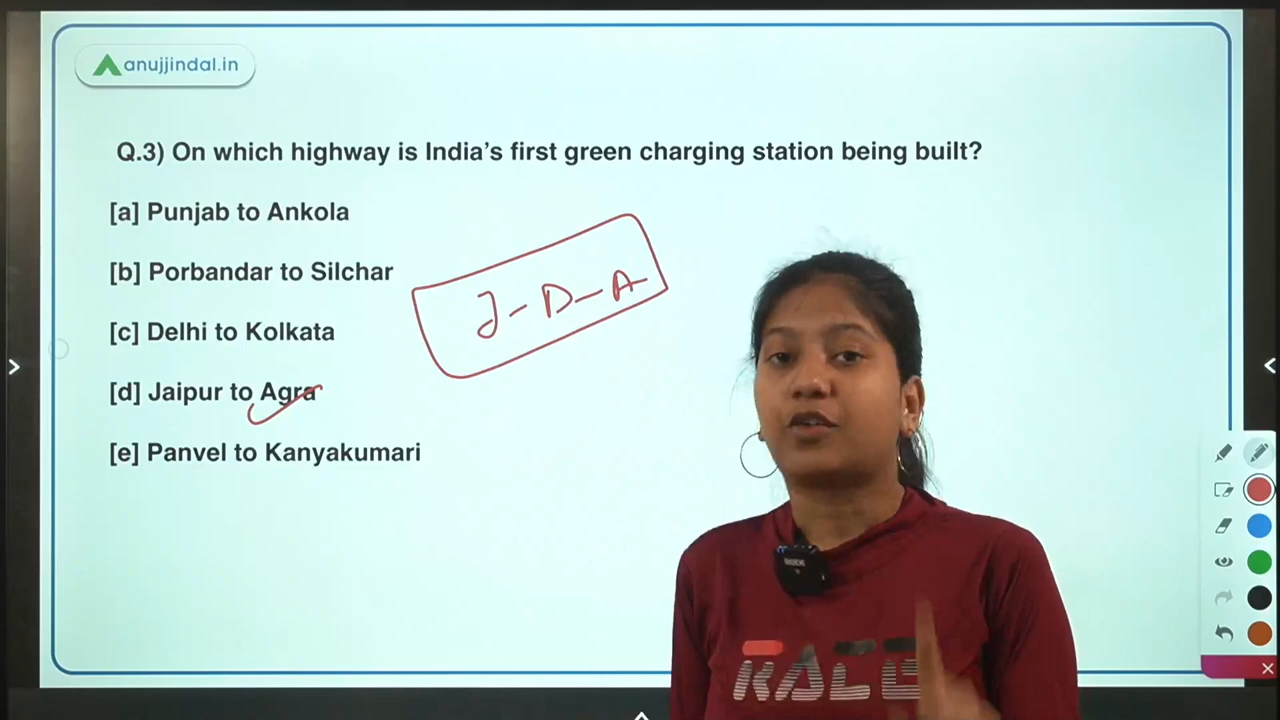 anujjindal.in
Q.3) On which highway is India's first green charging station being built?
[a] Punjab to Ankola
[b] Porbandar to Silchar
J-D-A
[c] Delhi to Kolkata
[d] Jaipur to Agra
[e] Panvel to Kanyakumari
RACE